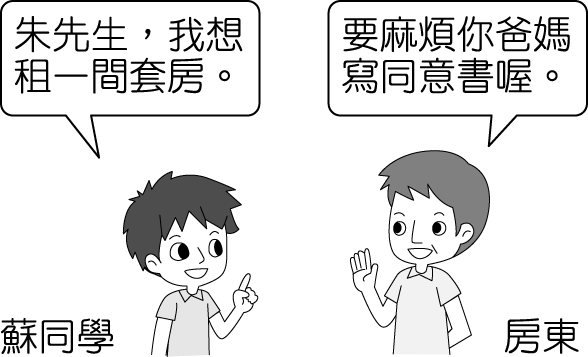 朱先生，我想
租一間套房。
要麻煩你爸媽
寫同意書喔。
蘇同學
房東